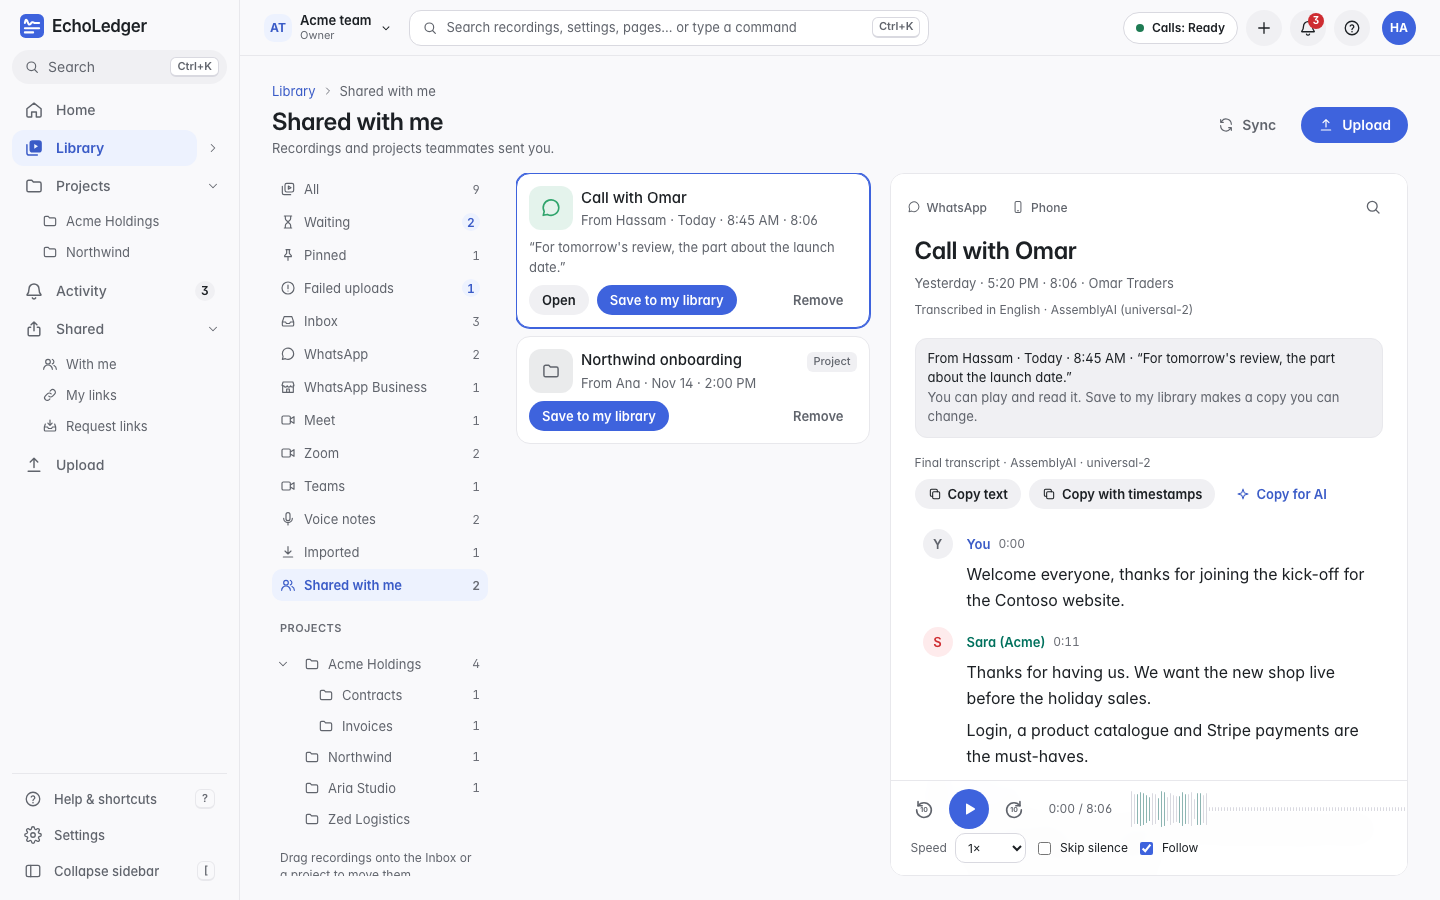 EchoLedger
Search Ctrl+K
Home
Library
Projects
Acme Holdings
Northwind
Activity 3
Shared
With me
My links
Request links
Upload
Help & shortcuts ?
Settings
Collapse sidebar [
AT Acme team
Owner
Search recordings, settings, pages... or type a command Ctrl+K
Calls: Ready
3
HA
Library > Shared with me
Shared with me
Recordings and projects teammates sent you.
Sync
Upload
All 9
Waiting 2
Pinned 1
Failed uploads 1
Inbox 3
WhatsApp 2
WhatsApp Business 1
Meet 1
Zoom 2
Teams 1
Voice notes 2
Imported 1
Shared with me 2
PROJECTS
Acme Holdings 4
Contracts 1
Invoices 1
Northwind 1
Aria Studio 1
Zed Logistics
Drag recordings onto the Inbox or
a project to move them
Call with Omar
From Hassam · Today · 8:45 AM · 8:06
“For tomorrow's review, the part about the launch
date.”
Open Save to my library Remove
Northwind onboarding Project
From Ana · Nov 14 · 2:00 PM
Save to my library Remove
WhatsApp Phone
Call with Omar
Yesterday · 5:20 PM · 8:06 · Omar Traders
Transcribed in English · AssemblyAI (universal-2)
From Hassam · Today · 8:45 AM · “For tomorrow's review, the part
about the launch date.”
You can play and read it. Save to my library makes a copy you can
change.
Final transcript · AssemblyAI · universal-2
Copy text Copy with timestamps Copy for AI
Y You 0:00
Welcome everyone, thanks for joining the kick-off for
the Contoso website.
S Sara (Acme) 0:11
Thanks for having us. We want the new shop live
before the holiday sales.
Login, a product catalogue and Stripe payments are
the must-haves.
10 10 0:00 / 8:06
Speed 1× Skip silence Follow